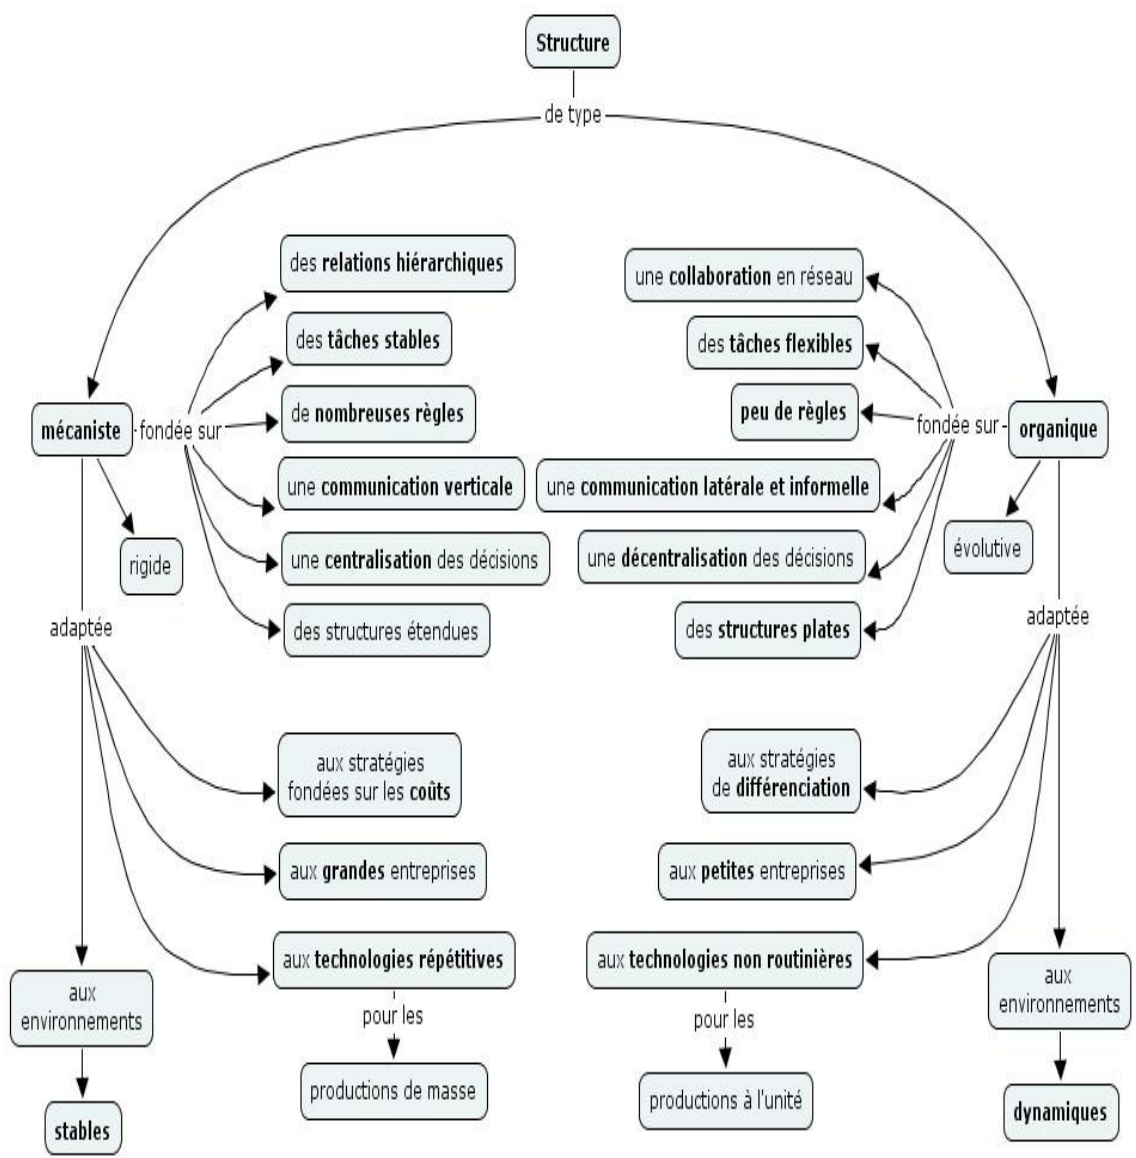 Structure
de type
des relations hiérarchiques
une collaboration en réseau
des tâches stables
des tâches flexibles
mécaniste
fondée sur
de nombreuses règles
peu de règles
fondée sur
organique
une communication verticale
une communication latérale et informelle
rigide
une centralisation des décisions
une décentralisation des décisions
évolutive
adaptée
des structures étendues
des structures plates
adaptée
aux stratégies
fondées sur les coûts
aux stratégies
de différenciation
aux grandes entreprises
aux petites entreprises
aux technologies répétitives
aux technologies non routinières
aux
environnements
aux
environnements
pour les
pour les
productions de masse
productions à l'unité
stables
dynamiques